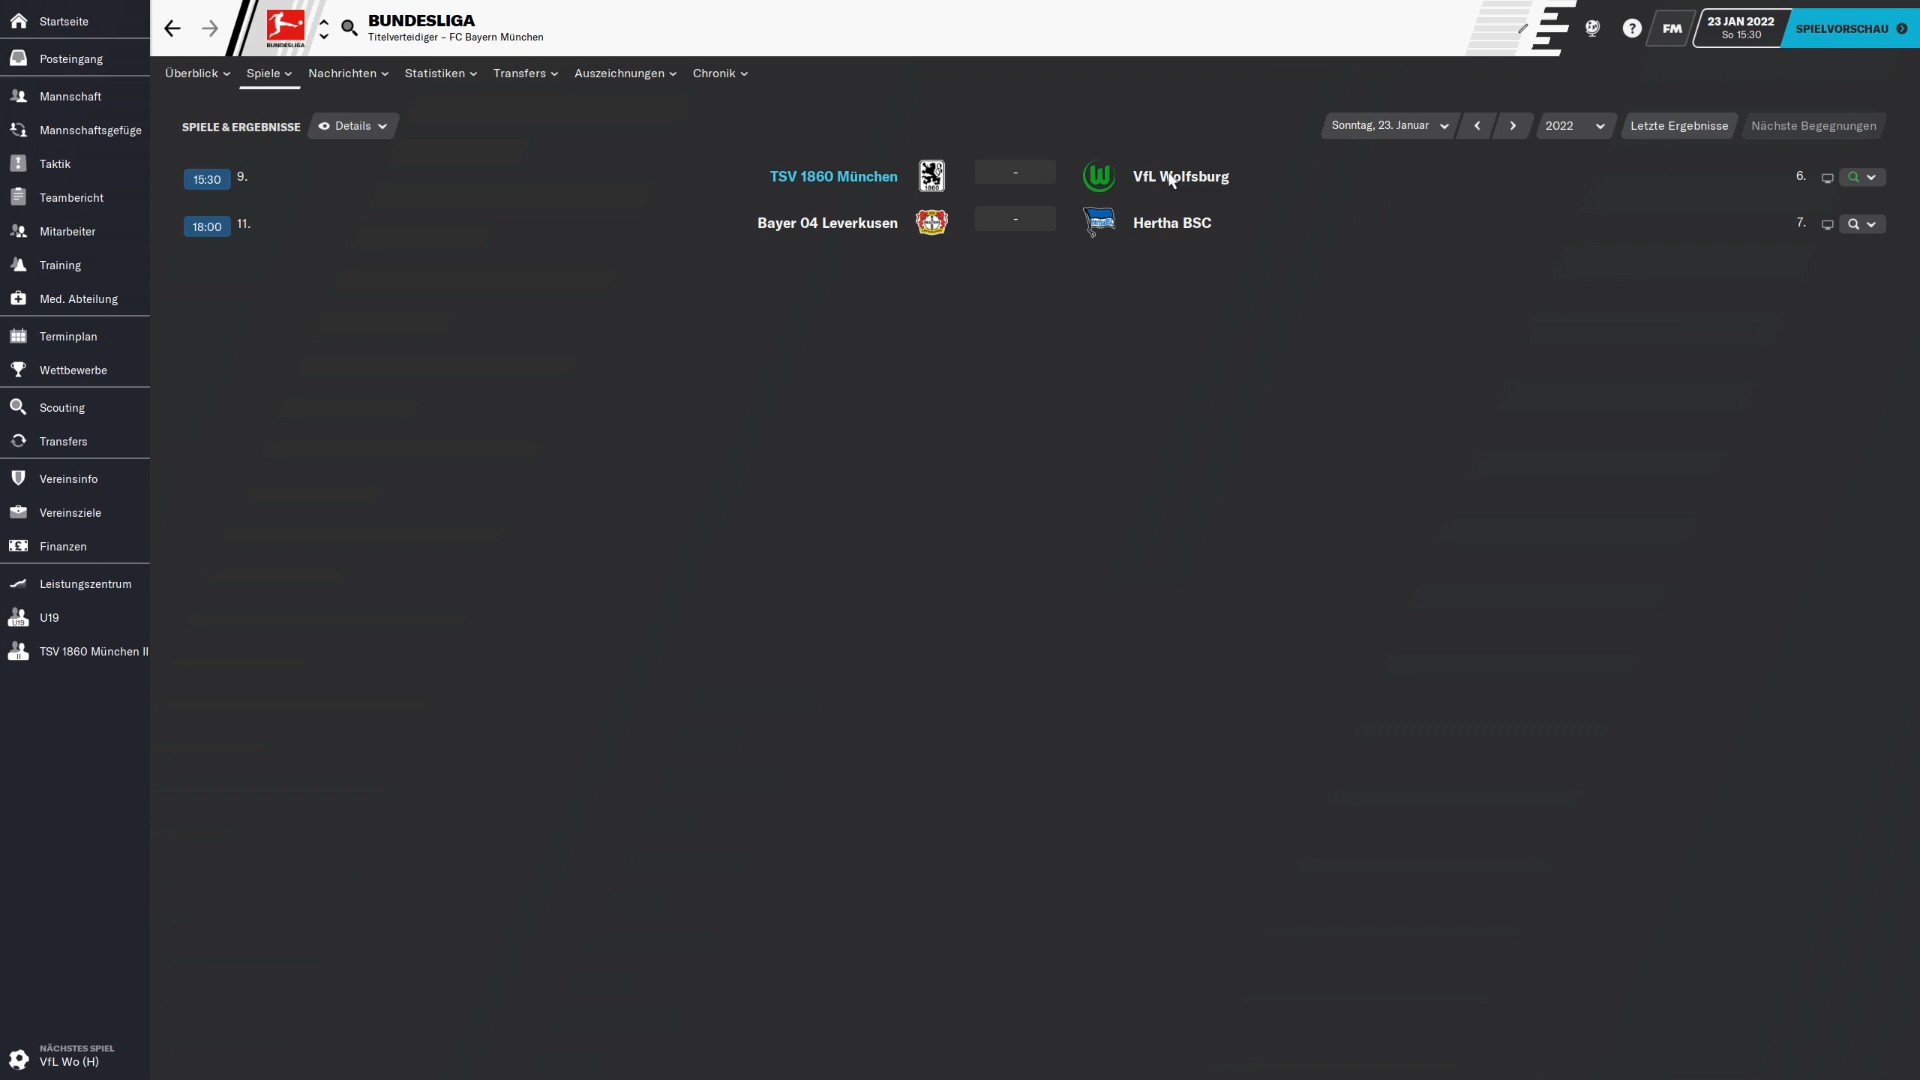 Startseite
Posteingang
Mannschaft
Mannschaftsgefüge
Taktik
Teambericht
Mitarbeiter
Training
Med. Abteilung
Terminplan
Wettbewerbe
Scouting
Transfers
Vereinsinfo
Vereinsziele
Finanzen
Leistungszentrum
U19
TSV 1860 München II
NÄCHSTES SPIEL
VfL Wo (H)
BUNDESLIGA
BUNDESLIGA
Titelverteidiger – FC Bayern München
FM
23 JAN 2022
So 15:30
SPIELVORSCHAU
Überblick
Spiele
Nachrichten
Statistiken
Transfers
Auszeichnungen
Chronik
SPIELE & ERGEBNISSE
Details
Sonntag, 23. Januar
2022
Letzte Ergebnisse
Nächste Begegnungen
15:30 9. TSV 1860 München 1860 - VfL Wolfsburg 6.
18:00 11. Bayer 04 Leverkusen - Hertha BSC 7.